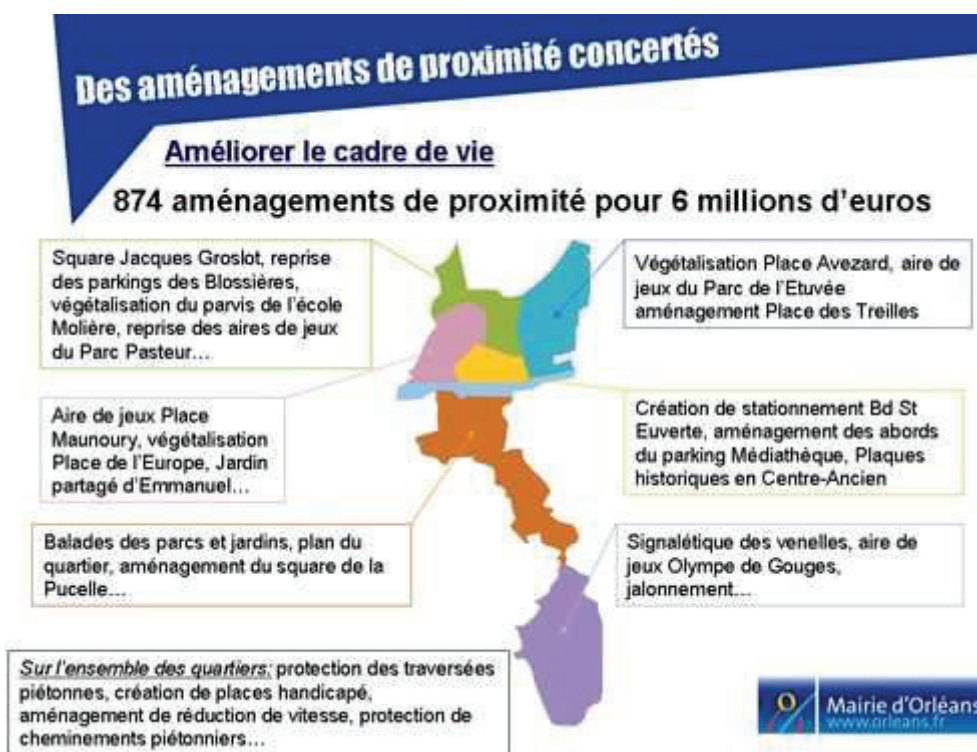 Des aménagements de proximité concertés
Améliorer le cadre de vie
874 aménagements de proximité pour 6 millions d'euros
Square Jacques Groslot, reprise
des parkings des Blossières,
végétalisation du parvis de l'école
Molière, reprise des aires de jeux
du Parc Pasteur...
Végétalisation Place Avezard, aire de
jeux du Parc de l'Etuvée
aménagement Place des Treilles
Aire de jeux Place
Maunoury, végétalisation
Place de l'Europe, Jardin
partagé d'Emmanuel...
Création de stationnement Bd St
Euverte, aménagement des abords
du parking Médiathèque, Plaques
historiques en Centre-Ancien
Balades des parcs et jardins, plan du
quartier, aménagement du square de la
Pucelle...
Signalétique des venelles, aire de
jeux Olympe de Gouges,
jalonnement...
Sur l'ensemble des quartiers: protection des traversées
piétonnes, création de places handicapé,
aménagement de réduction de vitesse, protection de
cheminements piétonniers...
Mairie d'Orléans
www.orleans.fr